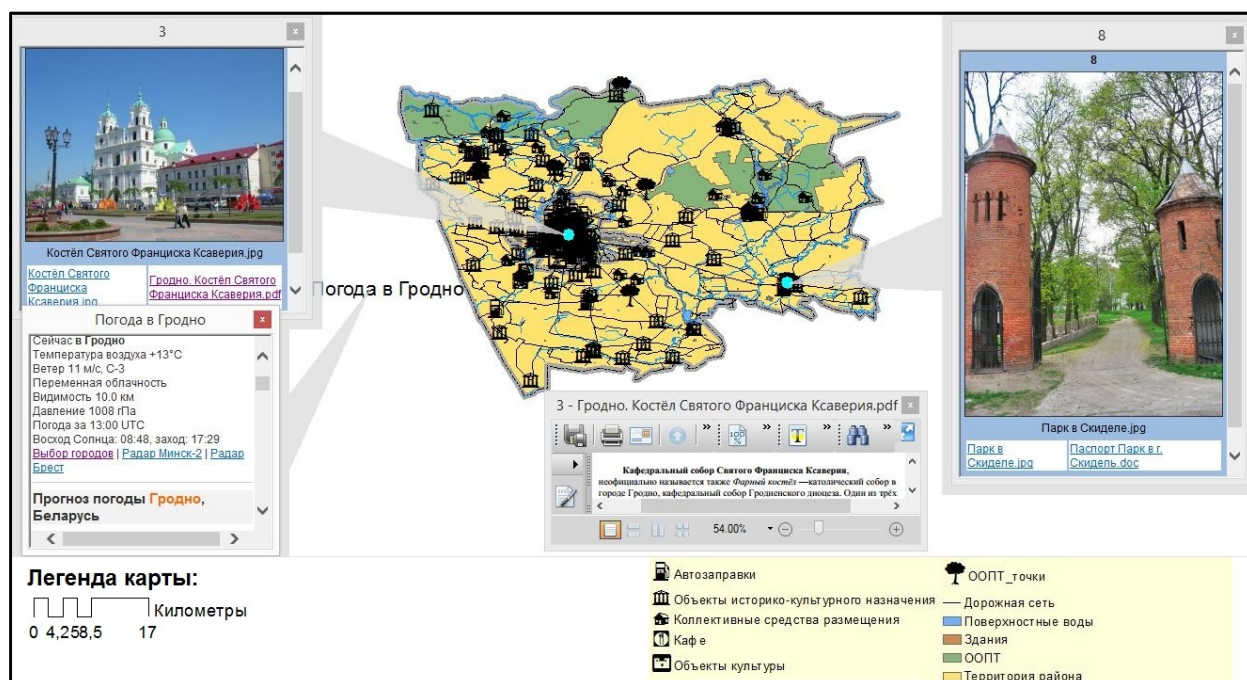 3
Костёл Святого Франциска Ксаверия.jpg
Костёл Святого
Франциска
Ксаверия.jpg
Гродно. Костёл Святого
Франциска Ксаверия.pdf
Погода в Гродно
Погода в Гродно
Сейчас в Гродно
Температура воздуха +13°C
Ветер 11 м/с, С-3
Переменная облачность
Видимость 10.0 км
Давление 1008 гПа
Погода за 13:00 UTC
Восход Солнца: 08:48, заход: 17:29
Выбор городов | Радар Минск-2 | Радар
Брест
Прогноз погоды Гродно,
Беларусь
3 - Гродно. Костёл Святого Франциска Ксаверия.pdf
100
%
T
Кафедральный собор Святого Франциска Ксаверия,
неофициально называется также Фарный костёл —католический собор в
городе Гродно, кафедральный собор Гродненского диоцеза. Один из трёх
54.00%
8
8
Парк в Скиделе.jpg
Парк в
Скиделе.jpg
Паспорт Парк в г.
Скидель.doc
Легенда карты:
Километры
0 4,258,5 17
Автозаправки
Объекты историко-культурного назначения
Коллективные средства размещения
Кафе
Объекты культуры
ООПТ_точки
Дорожная сеть
Поверхностные воды
Здания
ООПТ
Территория района